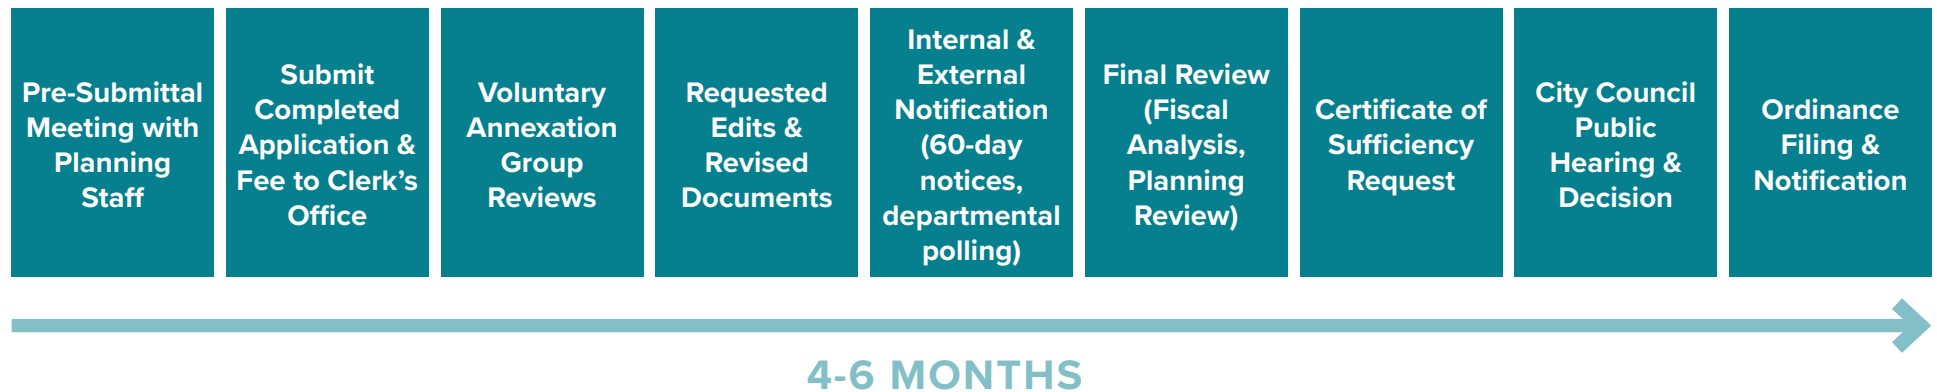 Pre-Submittal
Meeting with
Planning
Staff
Submit
Completed
Application &
Fee to Clerk’s
Office
Voluntary
Annexation
Group
Reviews
Requested
Edits &
Revised
Documents
Internal &
External
Notification
(60-day
notices,
departmental
polling)
Final Review
(Fiscal
Analysis,
Planning
Review)
Certificate of
Sufficiency
Request
City Council
Public
Hearing &
Decision
Ordinance
Filing &
Notification
4-6 MONTHS